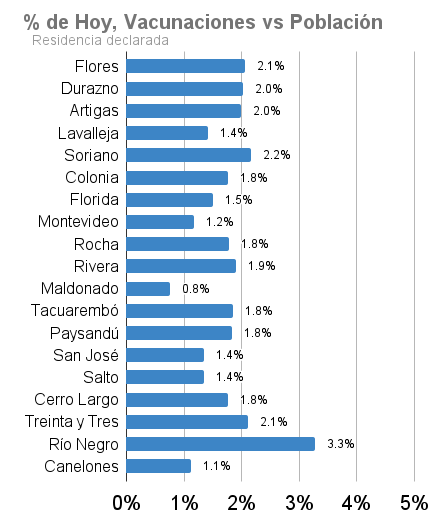 % de Hoy, Vacunaciones vs Población
Residencia declarada
Flores 2.1%
Durazno 2.0%
Artigas 2.0%
Lavalleja 1.4%
Soriano 2.2%
Colonia 1.8%
Florida 1.5%
Montevideo 1.2%
Rocha 1.8%
Rivera 1.9%
Maldonado 0.8%
Tacuarembó 1.8%
Paysandú 1.8%
San José 1.4%
Salto 1.4%
Cerro Largo 1.8%
Treinta y Tres 2.1%
Río Negro 3.3%
Canelones 1.1%
0% 1% 2% 3% 4% 5%